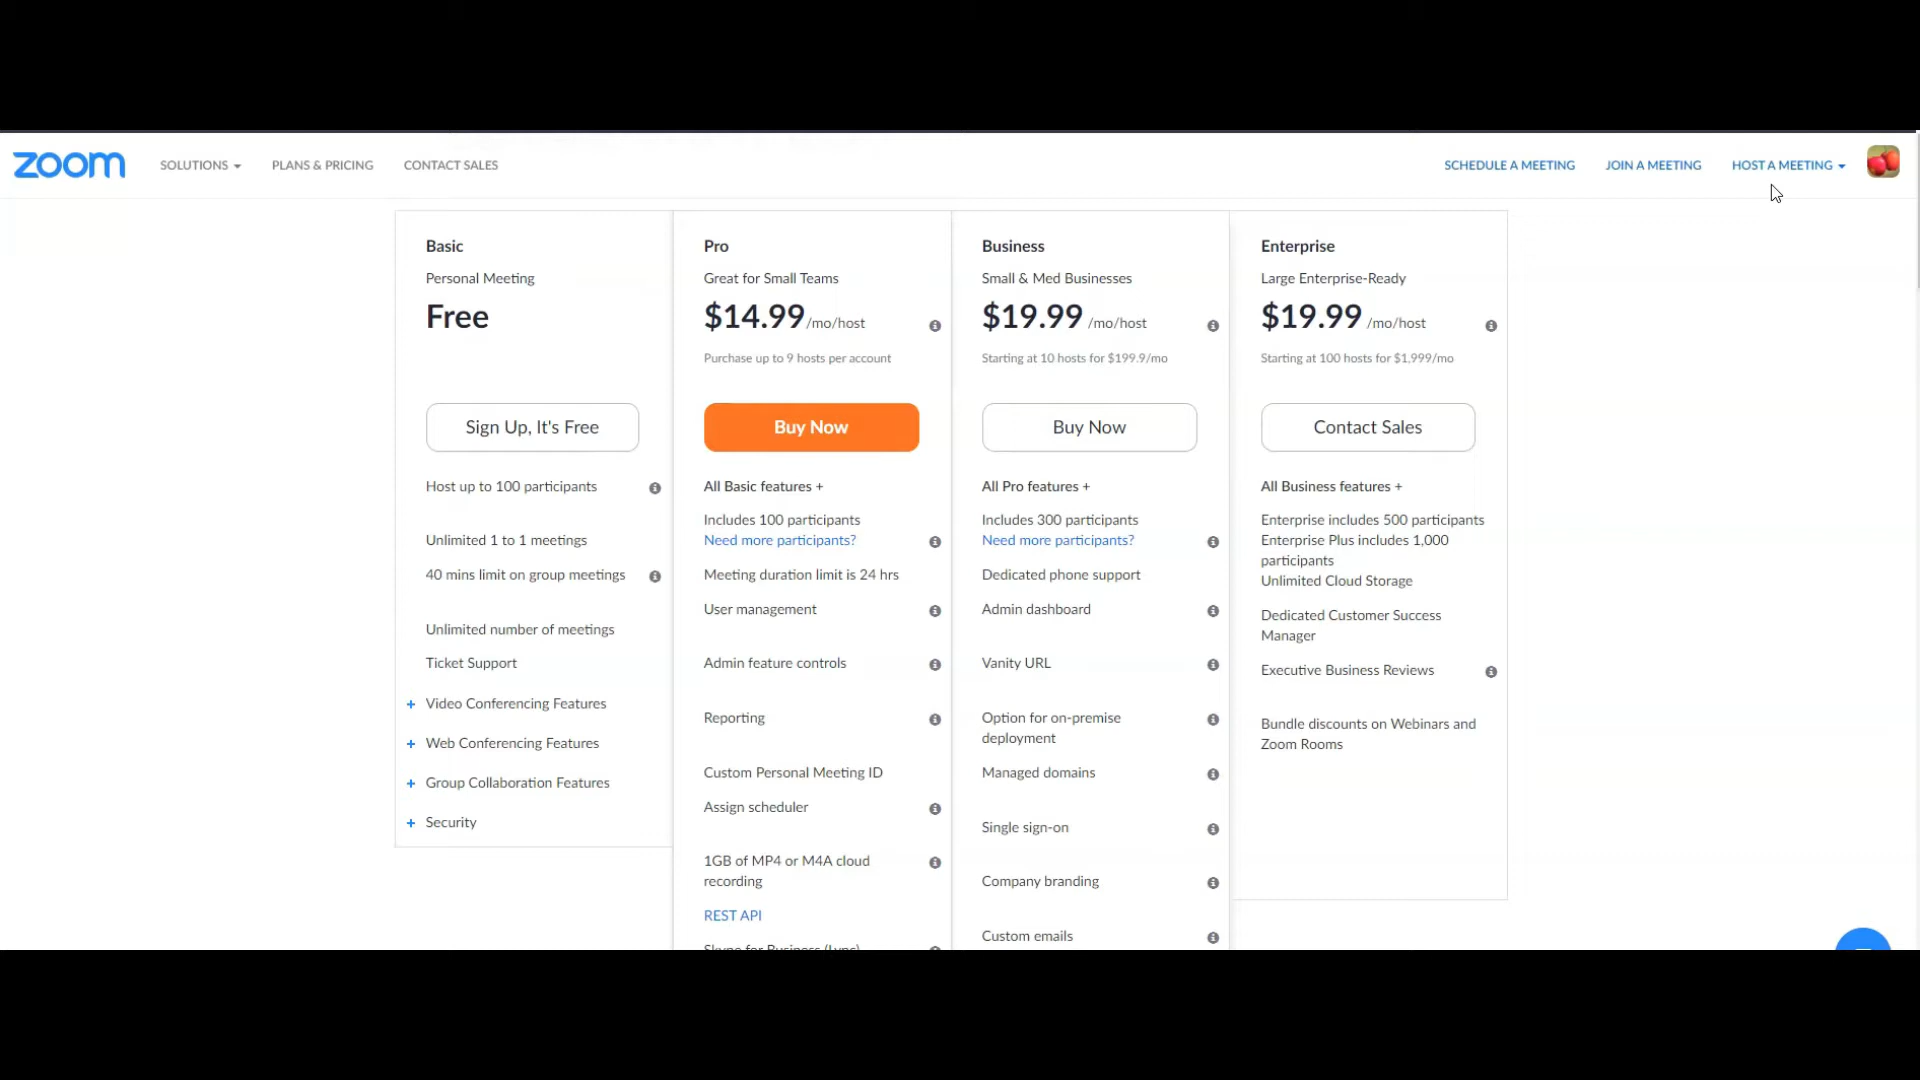 zoom SOLUTIONS PLANS & PRICING CONTACT SALES SCHEDULE A MEETING JOIN A MEETING HOST A MEETING
Basic
Personal Meeting
Free
Sign Up, It's Free
Host up to 100 participants
Unlimited 1 to 1 meetings
40 mins limit on group meetings
Unlimited number of meetings
Ticket Support
+ Video Conferencing Features
+ Web Conferencing Features
+ Group Collaboration Features
+ Security
Pro
Great for Small Teams
$14.99/mo/host
Purchase up to 9 hosts per account
Buy Now
All Basic features +
Includes 100 participants
Need more participants?
Meeting duration limit is 24 hrs
User management
Admin feature controls
Reporting
Custom Personal Meeting ID
Assign scheduler
1GB of MP4 or M4A cloud
recording
REST API
Skype for Business (Lync)
Business
Small & Med Businesses
$19.99 /mo/host
Starting at 10 hosts for $199.9/mo
Buy Now
All Pro features +
Includes 300 participants
Need more participants?
Dedicated phone support
Admin dashboard
Vanity URL
Option for on-premise
deployment
Managed domains
Single sign-on
Company branding
Custom emails
Enterprise
Large Enterprise-Ready
$19.99 /mo/host
Starting at 100 hosts for $1,999/mo
Contact Sales
All Business features +
Enterprise includes 500 participants
Enterprise Plus includes 1,000
participants
Unlimited Cloud Storage
Dedicated Customer Success
Manager
Executive Business Reviews
Bundle discounts on Webinars and
Zoom Rooms